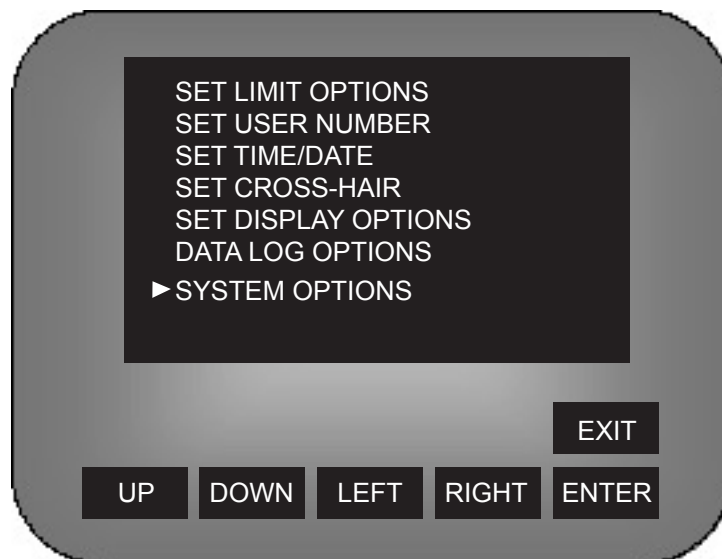 SET LIMIT OPTIONS
SET USER NUMBER
SET TIME/DATE
SET CROSS-HAIR
SET DISPLAY OPTIONS
DATA LOG OPTIONS
►SYSTEM OPTIONS
EXIT
UP DOWN LEFT RIGHT ENTER